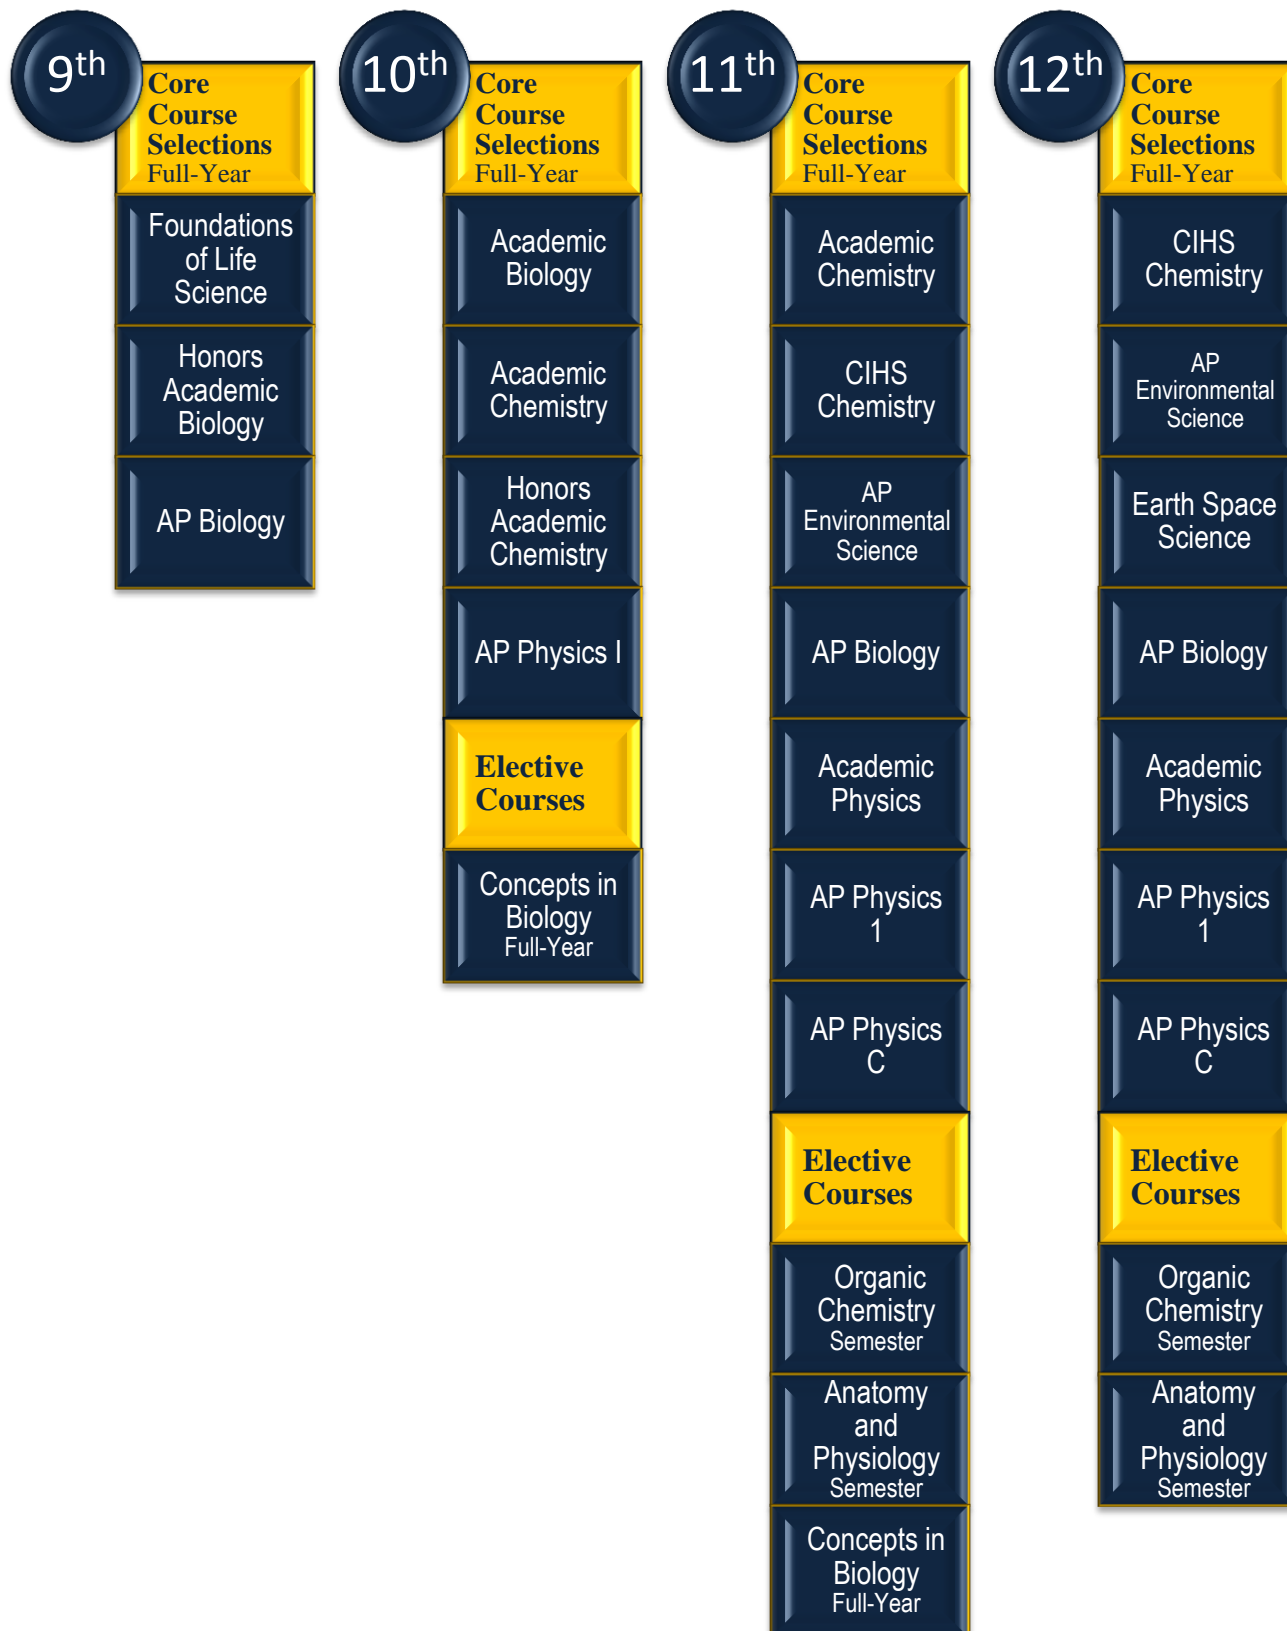 9th
Core
Course
Selections
Full-Year
Foundations
of Life
Science
Honors
Academic
Biology
AP Biology
10th
Core
Course
Selections
Full-Year
Academic
Biology
Academic
Chemistry
Honors
Academic
Chemistry
AP Physics I
Elective
Courses
Concepts in
Biology
Full-Year
11th
Core
Course
Selections
Full-Year
Academic
Chemistry
CIHS
Chemistry
AP
Environmental
Science
AP Biology
Academic
Physics
AP Physics
1
AP Physics
C
Elective
Courses
Organic
Chemistry
Semester
Anatomy
and
Physiology
Semester
Concepts in
Biology
Full-Year
12th
Core
Course
Selections
Full-Year
CIHS
Chemistry
AP
Environmental
Science
Earth Space
Science
AP Biology
Academic
Physics
AP Physics
1
AP Physics
C
Elective
Courses
Organic
Chemistry
Semester
Anatomy
and
Physiology
Semester